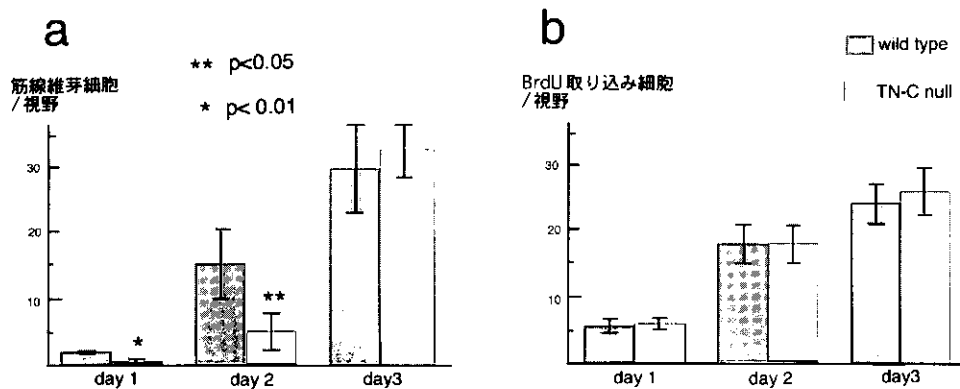 a
** p<0.05
* p<0.01
筋線維芽細胞
/視野
30
20
10
*
**
day 1
day 2
day3
b
wild type
TN-C null
BrdU取り込み細胞
/視野
30
20
10
day 1
day 2
day3